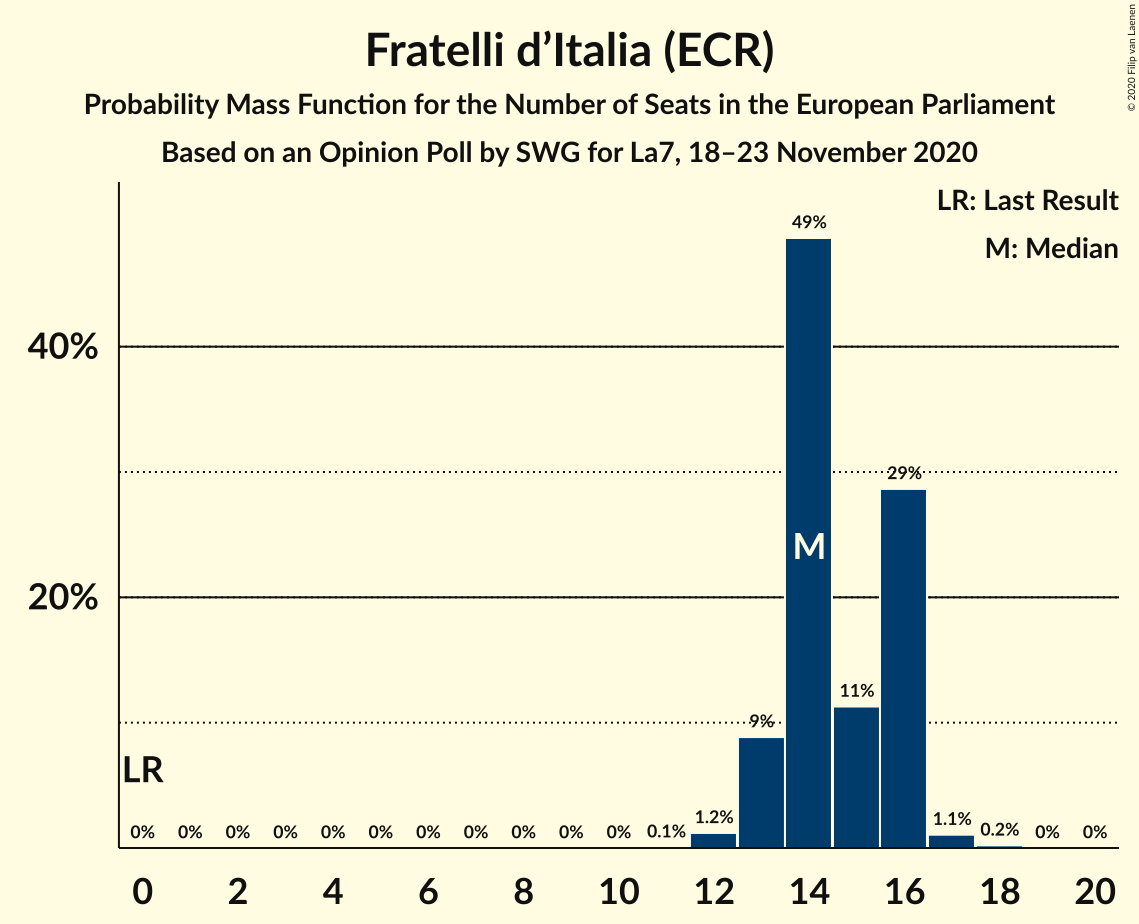 Fratelli d’Italia (ECR)
Probability Mass Function for the Number of Seats in the European Parliament
Based on an Opinion Poll by SWG for La7, 18–23 November 2020
© 2020 Filip van Laenen
LR: Last Result
M: Median
40%
20%
49%
29%
M
11%
9%
LR
0% 0% 0% 0% 0% 0% 0% 0% 0% 0% 0% 0.1% 1.2% 1.1% 0.2% 0% 0%
0 2 4 6 8 10 12 14 16 18 20